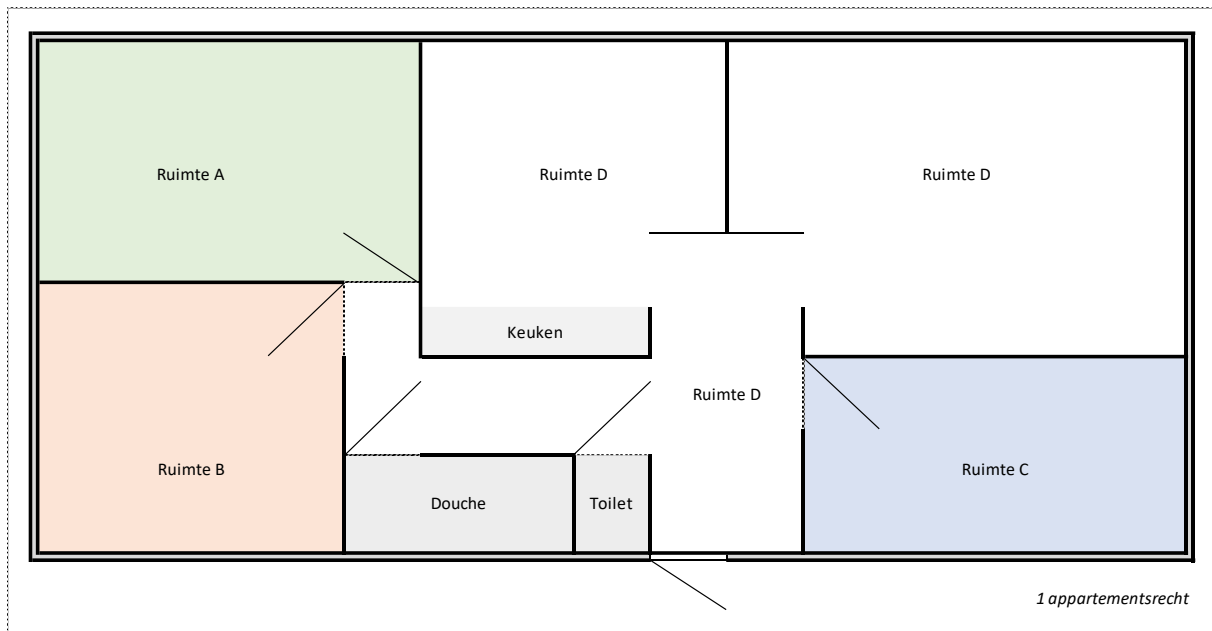 Ruimte A
Ruimte D
Ruimte D
Keuken
Ruimte D
Ruimte B
Ruimte C
Douche
Toilet
1 appartementsrecht